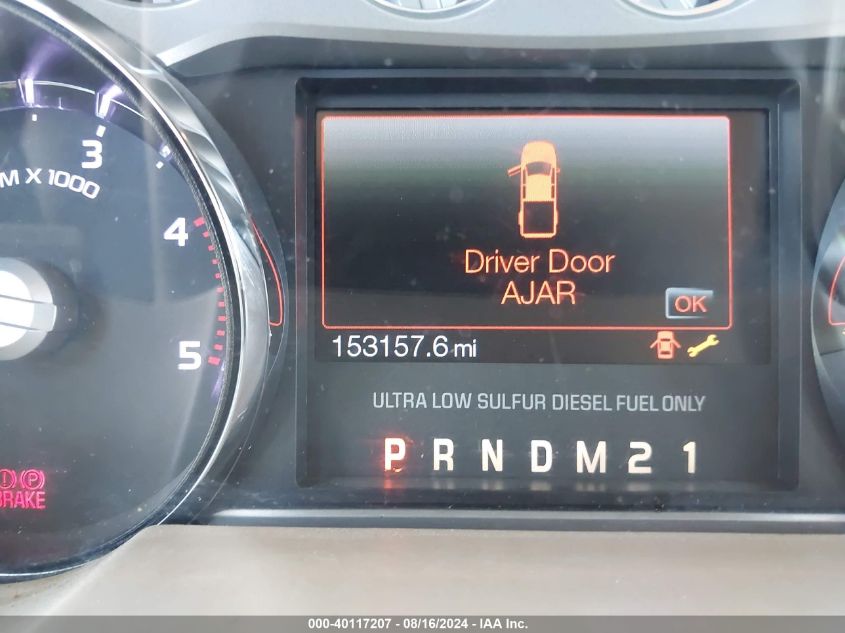 3
M X 1000
4
5
Driver Door
AJAR
OK
153157.6 mi
ULTRA LOW SULFUR DIESEL FUEL ONLY
P R N D M 2 1
BRAKE
000-40117207 - 08/16/2024 - IAA Inc.